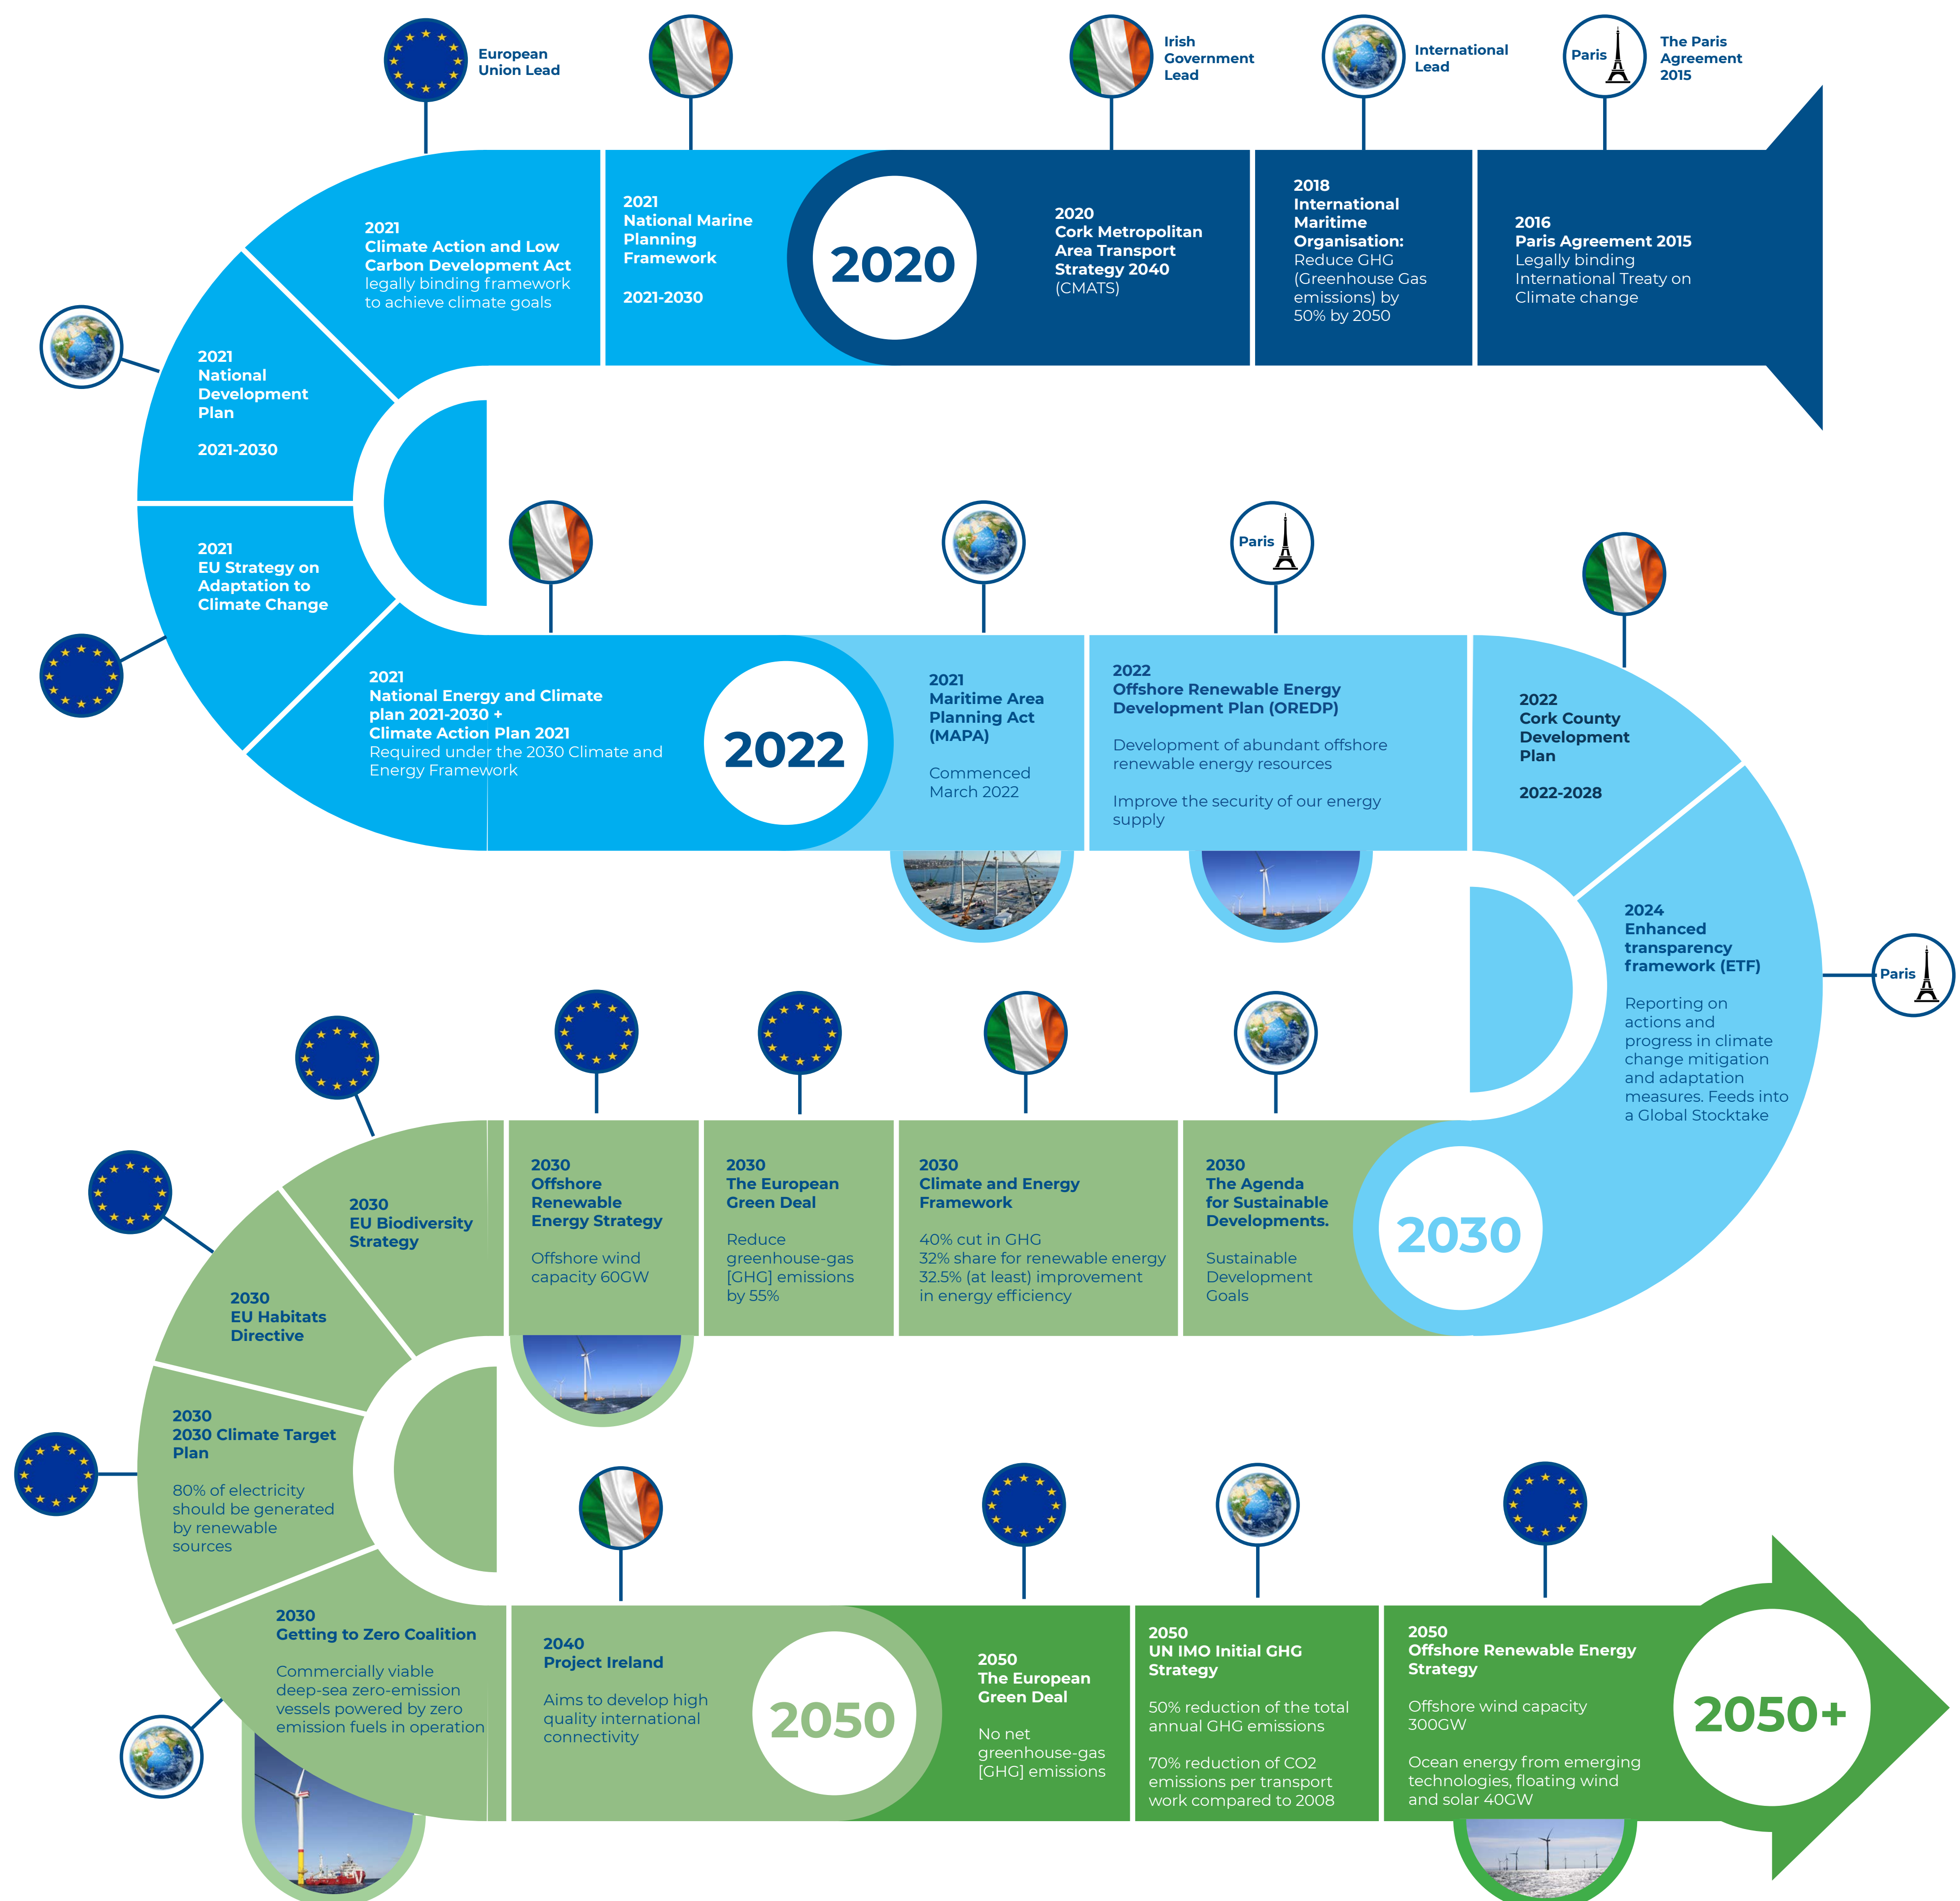 European
Union Lead
Irish
Government
Lead
International
Lead
Paris
The Paris
Agreement
2015
2016
Paris Agreement 2015
Legally binding
International Treaty on
Climate change
2018
International
Maritime
Organisation:
Reduce GHG
(Greenhouse Gas
emissions) by
50% by 2050
2020
Cork Metropolitan
Area Transport
Strategy 2040
(CMATS)
2020
2021
National Marine
Planning
Framework
2021-2030
2021
Climate Action and Low
Carbon Development Act
legally binding framework
to achieve climate goals
2021
National
Development
Plan
2021-2030
2021
EU Strategy on
Adaptation to
Climate Change
2021
National Energy and Climate
plan 2021-2030 +
Climate Action Plan 2021
Required under the 2030 Climate and
Energy Framework
2022
2021
Maritime Area
Planning Act
(MAPA)
Commenced
March 2022
Paris
2022
Offshore Renewable Energy
Development Plan (OREDP)
Development of abundant offshore
renewable energy resources
Improve the security of our energy
supply
2022
Cork County
Development
Plan
2022-2028
2024
Enhanced
transparency
framework (ETF)
Reporting on
actions and
progress in climate
change mitigation
and adaptation
measures. Feeds into
a Global Stocktake
Paris
2030
2030
The Agenda
for Sustainable
Developments.
Sustainable
Development
Goals
2030
Climate and Energy
Framework
40% cut in GHG
32% share for renewable energy
32.5% (at least) improvement
in energy efficiency
2030
The European
Green Deal
Reduce
greenhouse-gas
[GHG] emissions
by 55%
2030
Offshore
Renewable
Energy Strategy
Offshore wind
capacity 60GW
2030
EU Biodiversity
Strategy
2030
EU Habitats
Directive
2030
2030 Climate Target
Plan
80% of electricity
should be generated
by renewable
sources
2030
Getting to Zero Coalition
Commercially viable
deep-sea zero-emission
vessels powered by zero
emission fuels in operation
2040
Project Ireland
Aims to develop high
quality international
connectivity
2050
2050
The European
Green Deal
No net
greenhouse-gas
[GHG] emissions
2050
UN IMO Initial GHG
Strategy
50% reduction of the total
annual GHG emissions
70% reduction of CO2
emissions per transport
work compared to 2008
2050
Offshore Renewable Energy
Strategy
Offshore wind capacity
300GW
Ocean energy from emerging
technologies, floating wind
and solar 40GW
2050+